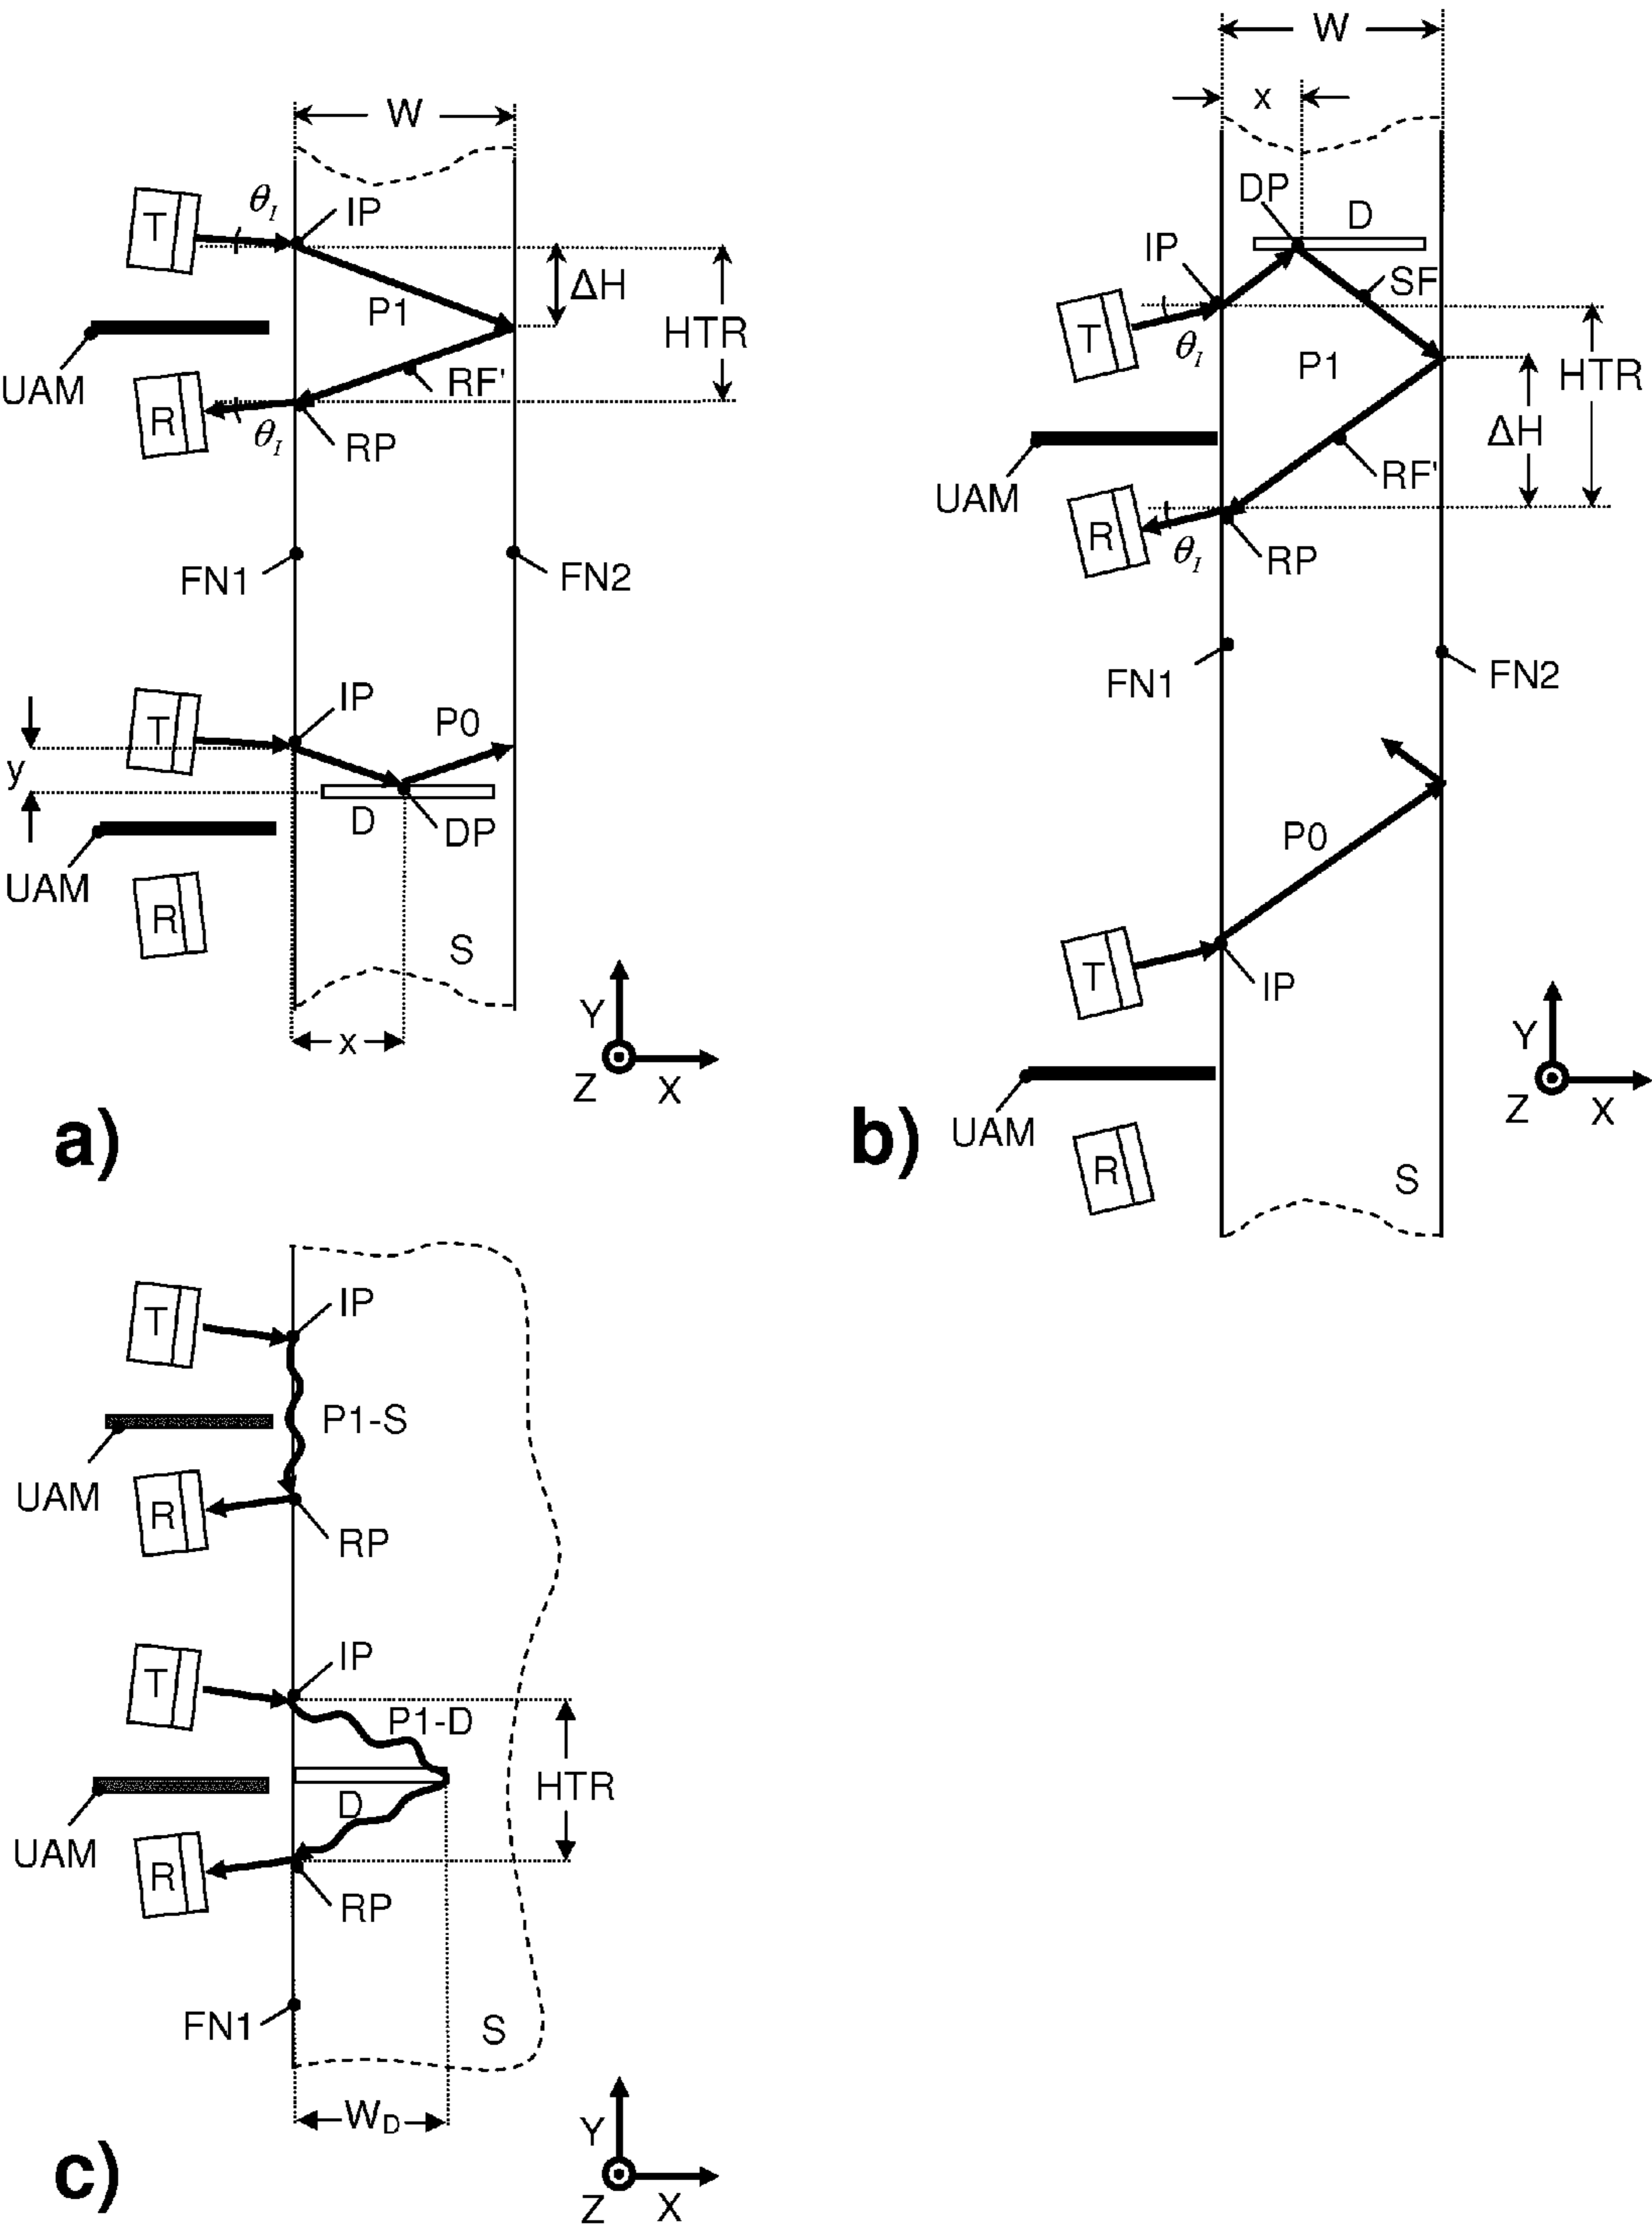 W
θI
IP
T
P1
ΔH
HTR
UAM
RF'
R
θI
RP
FN1
FN2
IP
T
P0
y
D
DP
UAM
R
S
x
Y
Z
X
a)
W
x
DP
D
IP
SF
T
θI
P1
HTR
ΔH
UAM
RF'
R
θI
RP
FN1
FN2
P0
T
IP
UAM
R
S
Y
Z
X
b)
IP
T
P1-S
UAM
R
RP
IP
T
P1-D
HTR
D
UAM
R
RP
FN1
S
WD
Y
Z
X
c)